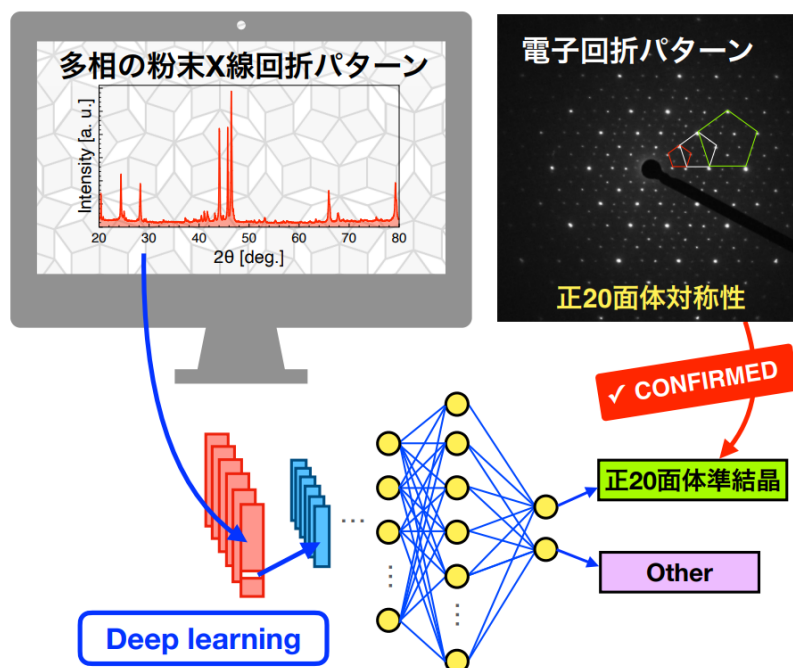 多相の粉末X線回折パターン
Intensity [a. u.]
20 30 40 50 60 70 80
2θ [deg.]
電子回折パターン
正20面体対称性
✓ CONFIRMED
正20面体準結晶
Other
Deep learning